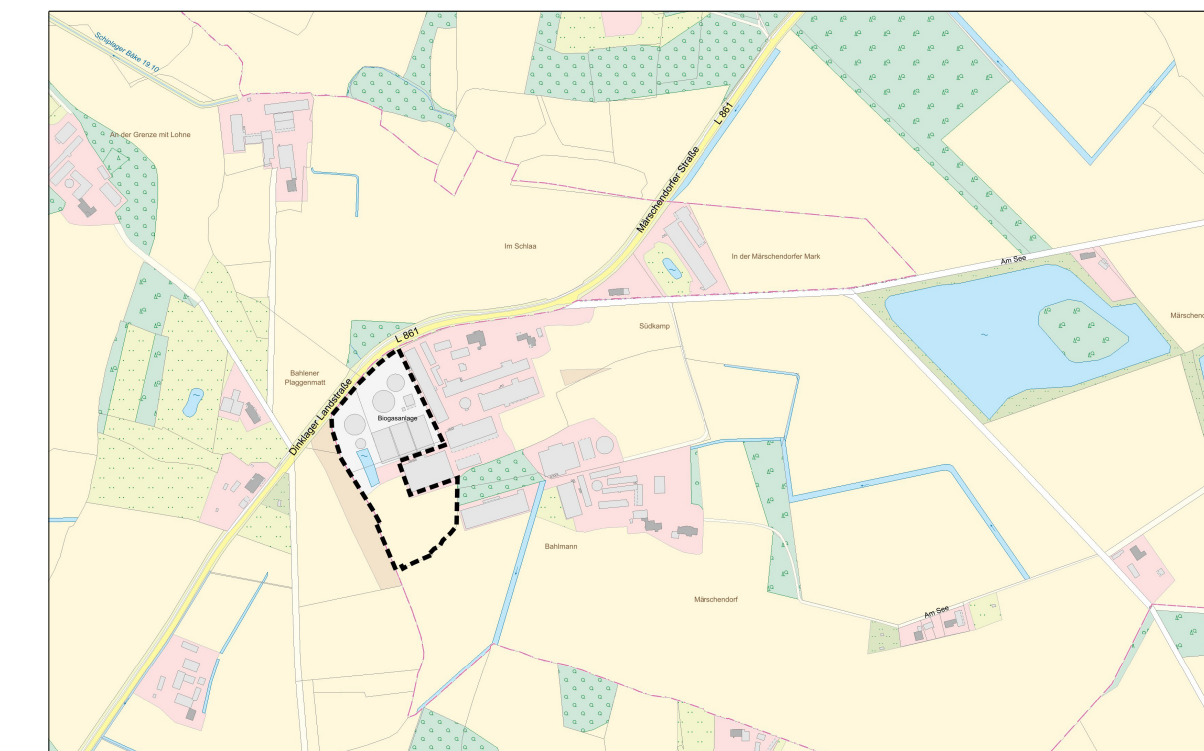 Schiplager Bäke 19.10
An der Grenze mit Lohne
L 861
Märschendorfer Straße
Im Schlaa
In der Märschendorfer Mark
Am See
Südkamp
L 861
Bahlener
Plaggenmatt
Dinklager Landstraße
Biogasanlage
Bahlmann
Märschendorf
Am See